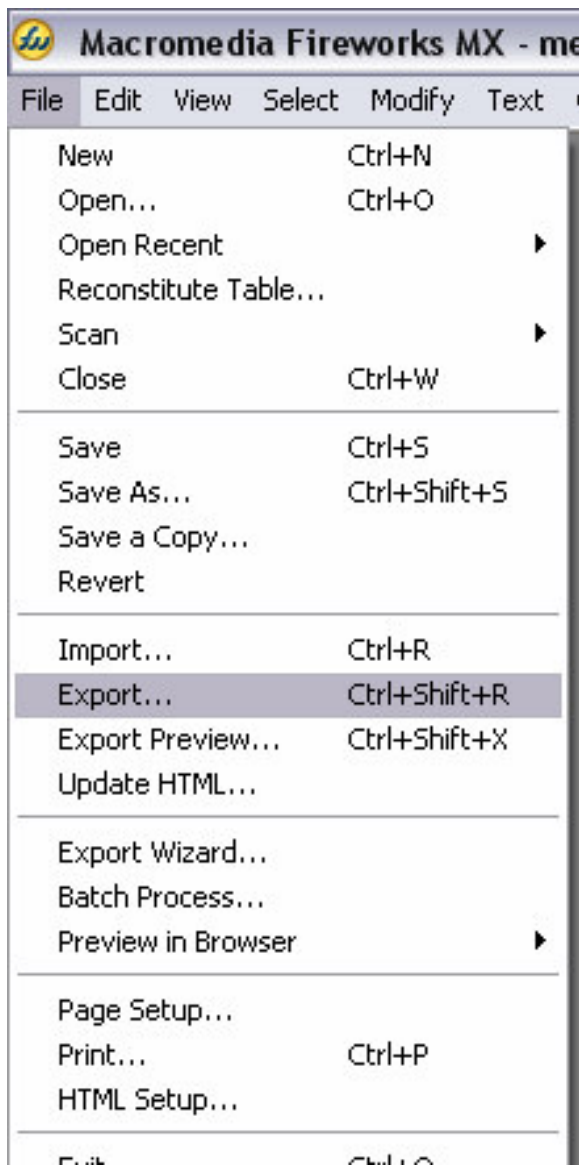 Macromedia Fireworks MX - me
File Edit View Select Modify Text
New Ctrl+N
Open... Ctrl+O
Open Recent
Reconstitute Table...
Scan
Close Ctrl+W
Save Ctrl+S
Save As... Ctrl+Shift+S
Save a Copy...
Revert
Import... Ctrl+R
Export... Ctrl+Shift+R
Export Preview... Ctrl+Shift+X
Update HTML...
Export Wizard...
Batch Process...
Preview in Browser
Page Setup...
Print... Ctrl+P
HTML Setup...
Exit Ctrl+Q